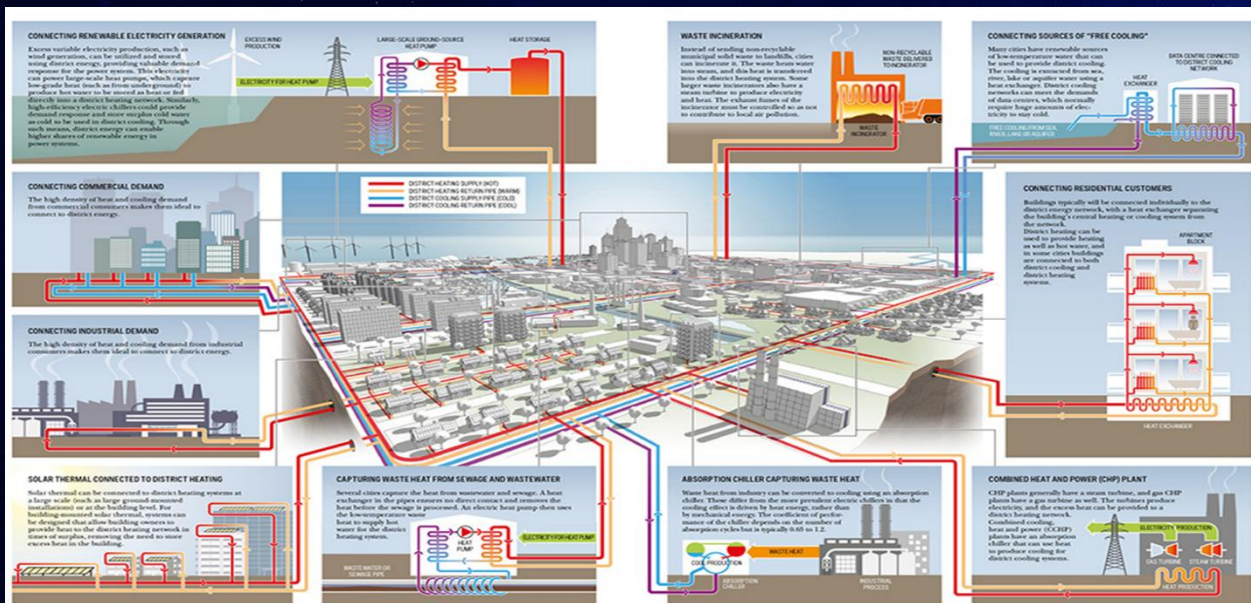 CONNECTING RENEWABLE ELECTRICITY GENERATION
Excess variable electricity production, such as
wind generation, can be utilized and stored
using district energy, providing valuable demand
response for the power system. This electricity
can power large-scale heat pumps, which capture
low-grade heat (such as from underground) to
produce hot water to be stored as heat or fed
directly into a district heating network. Similarly,
high-efficiency electric chillers could provide
demand response and store surplus cold water
as cold to be used in district cooling. Through
such means, district energy can enable
higher shares of renewable energy in
power systems.
EXCESS WIND
PRODUCTION
ELECTRICITY FOR HEAT PUMP
LARGE-SCALE GROUND-SOURCE
HEAT PUMP
HEAT STORAGE
WASTE INCINERATION
Instead of sending non-recyclable
municipal solid waste to landfills, cities
can incinerate it. The waste heats water
into steam, and this heat is transferred
into the district heating system. Some
larger waste incinerators also have a
steam turbine to produce electricity
and heat. The exhaust fumes of the
incinerator must be controlled so as not
to contribute to local air pollution.
NON-RECYCLABLE
WASTE DELIVERED
TO INCINERATOR
WASTE
INCINERATOR
CONNECTING SOURCES OF "FREE COOLING"
Many cities have renewable sources
of low-temperature water that can
be used to provide district cooling.
The cooling is extracted from sea,
river, lake or aquifer water using a
heat exchanger. District cooling
networks can meet the demands
of data centres, which normally
require huge amounts of elec-
tricity to stay cold.
FREE COOLING FROM SEA,
RIVER, LAKE OR AQUIFER
HEAT
EXCHANGER
DATA CENTRE CONNECTED
TO DISTRICT COOLING
NETWORK
CONNECTING COMMERCIAL DEMAND
The high density of heat and cooling demand
from commercial consumers makes them ideal to
connect to district energy.
DISTRICT HEATING SUPPLY (HOT)
DISTRICT HEATING RETURN PIPE (WARM)
DISTRICT COOLING SUPPLY PIPE (COLD)
DISTRICT COOLING RETURN PIPE (COOL)
CONNECTING RESIDENTIAL CUSTOMERS
Buildings typically will be connected individually to the
district energy network, with a heat exchanger separating
the building's central heating or cooling system from
the network.
District heating can be
used to provide heating
as well as hot water, and
in some cities buildings
are connected to both
district cooling and
district heating
systems.
APARTMENT
BLOCK
HEAT EXCHANGER
CONNECTING INDUSTRIAL DEMAND
The high density of heat and cooling demand from industrial
consumers makes them ideal to connect to district energy.
SOLAR THERMAL CONNECTED TO DISTRICT HEATING
Solar thermal can be connected to district heating systems at
a large scale (such as large ground-mounted
installations) or at the building level. For
building-mounted solar thermal, systems can
be designed that allow building owners to
provide heat to the district heating network in
times of surplus, removing the need to store
excess heat in the building.
CAPTURING WASTE HEAT FROM SEWAGE AND WASTEWATER
Several cities capture the heat from wastewater and sewage. A heat
exchanger in the pipes ensures no direct contact and removes the
heat before the sewage is processed. An electric heat pump then uses
the low-temperature waste
heat to supply hot
water for the district
heating system.
HEAT
PUMP
ELECTRICITY FOR HEAT PUMP
WASTE WATER OR
SEWAGE PIPE
ABSORPTION CHILLER CAPTURING WASTE HEAT
Waste heat from industry can be converted to cooling using an absorption
chiller. These differ from the more prevalent electric chillers in that the
cooling effect is driven by heat energy, rather than
by mechanical energy. The coefficient of perfor-
mance of the chiller depends on the number of
absorption cycles but is typically 0.65 to 1.2.
COOL PRODUCTION
WASTE HEAT
ABSORPTION
CHILLER
INDUSTRIAL
PROCESS
COMBINED HEAT AND POWER (CHP) PLANT
CHP plants generally have a steam turbine, and gas CHP
plants have a gas turbine as well. The turbines produce
electricity, and the excess heat can be provided to a
district heating network.
Combined cooling,
heat and power (CCHP)
plants have an absorption
chiller that can use heat
to produce cooling for
district cooling systems.
ELECTRICITY PRODUCTION
GAS TURBINE
STEAM TURBINE
HEAT PRODUCTION